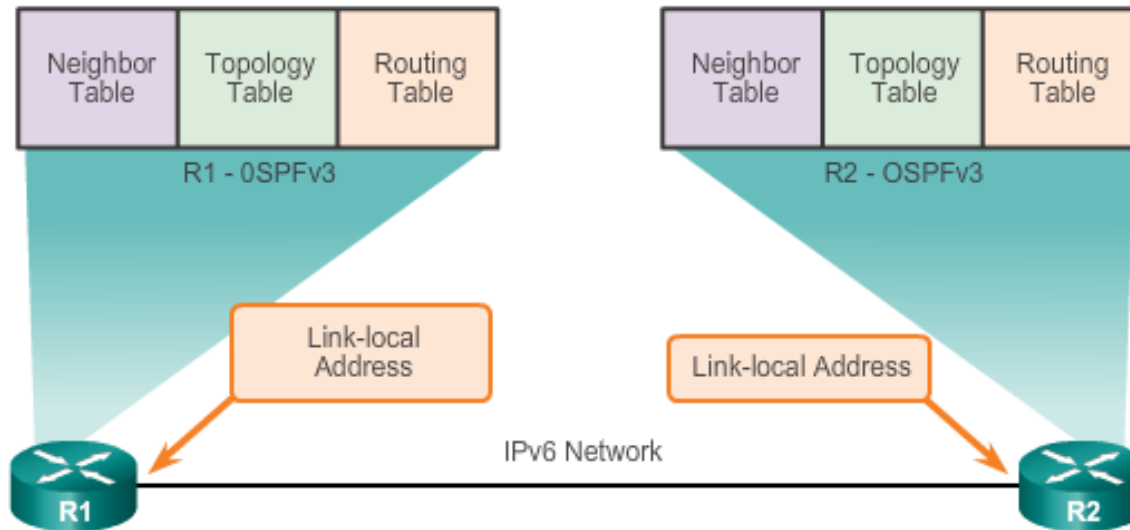 Neighbor Table
Topology Table
Routing Table
R1 - 0SPFv3
Neighbor Table
Topology Table
Routing Table
R2 - OSPFv3
Link-local
Address
Link-local Address
IPv6 Network
R1
R2